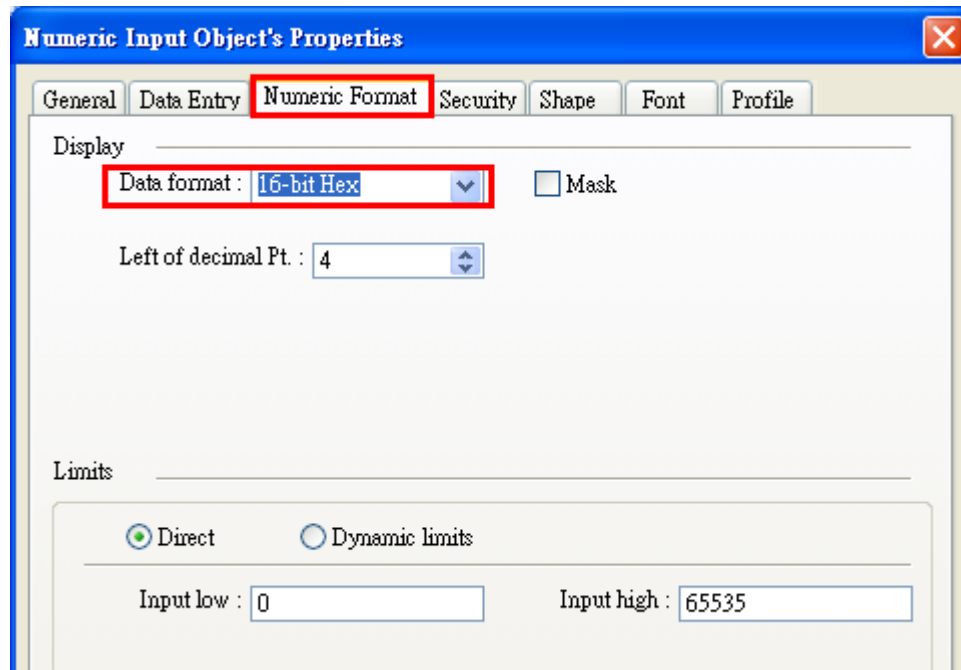 Numeric Input Object's Properties
General Data Entry Numeric Format Security Shape Font Profile
Display
Data format : 16-bit Hex Mask
Left of decimal Pt. : 4
Limits
Direct Dynamic limits
Input low : 0 Input high : 65535